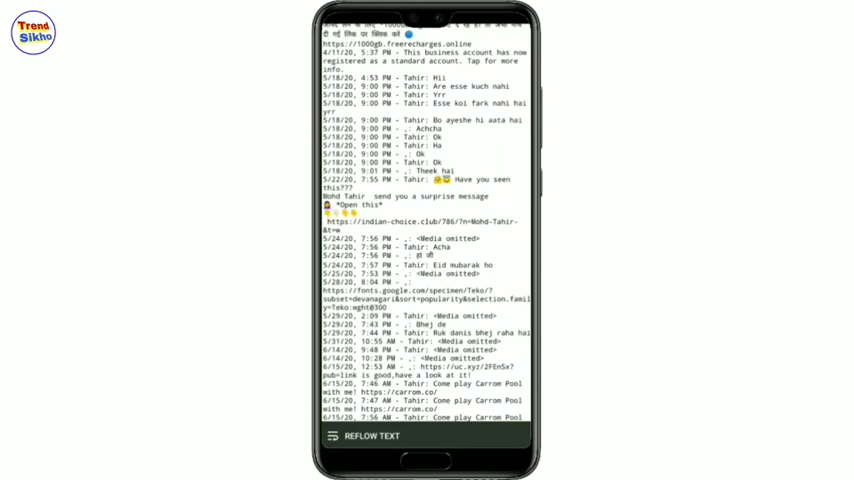 Trend
Sikho
दी गई लिंक पर क्लिक करे 🔵
https://1000gb.freerecharges.online
4/11/20, 5:37 PM - This business account has now
registered as a standard account. Tap for more
info.
5/18/20, 4:53 PM - Tahir: Hii
5/18/20, 9:00 PM - Tahir: Are esse kuch nahi
5/18/20, 9:00 PM - Tahir: Yrr
5/18/20, 9:00 PM - Tahir: Esse koi fark nahi hai
yrr
5/18/20, 9:00 PM - Tahir: Bo ayeshe hi aata hai
5/18/20, 9:00 PM - ,: Achcha
5/18/20, 9:00 PM - Tahir: Ok
5/18/20, 9:00 PM - Tahir: Ha
5/18/20, 9:00 PM - ,: Ok
5/18/20, 9:00 PM - Tahir: Ok
5/18/20, 9:01 PM - ,: Theek hai
5/22/20, 7:55 PM - Tahir: 🤗😇 Have you seen
this???
Mohd Tahir send you a surprise message
💁‍♀️ *Open this*
👇👇👇👇
https://indian-choice.club/786/?n=Mohd-Tahir-
&t=w
5/24/20, 7:56 PM - ,: <Media omitted>
5/24/20, 7:56 PM - Tahir: Acha
5/24/20, 7:56 PM - ,: हां जी
5/24/20, 7:57 PM - Tahir: Eid mubarak ho
5/25/20, 7:53 PM - ,: <Media omitted>
5/28/20, 8:04 PM - ,:
https://fonts.google.com/specimen/Teko/?
subset=devanagari&sort=popularity&selection.famil
y=Teko:wght@300
5/29/20, 2:09 PM - Tahir: <Media omitted>
5/29/20, 7:43 PM - ,: Bhej de
5/29/20, 7:44 PM - Tahir: Ruk danis bhej raha hai
5/31/20, 10:55 AM - Tahir: <Media omitted>
6/14/20, 9:48 PM - Tahir: <Media omitted>
6/14/20, 10:28 PM - ,: <Media omitted>
6/15/20, 12:53 AM - ,: https://uc.xyz/2FEnSx?
pub=link is good,have a look at it!
6/15/20, 7:46 AM - Tahir: Come play Carrom Pool
with me! https://carrom.co/
6/15/20, 7:47 AM - Tahir: Come play Carrom Pool
with me! https://carrom.co/
6/15/20, 7:56 AM - Tahir: Come play Carrom Pool
REFLOW TEXT